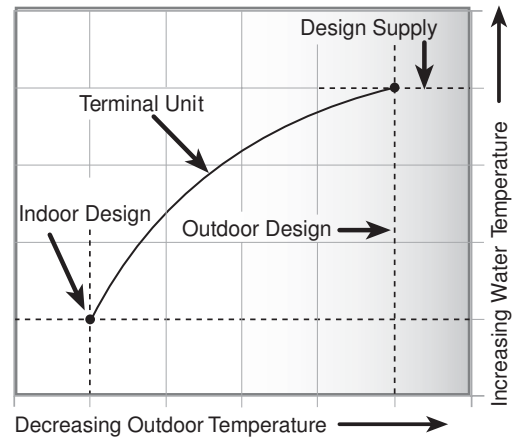 Design Supply
Terminal Unit
Indoor Design
Outdoor Design
Increasing Water Temperature
Decreasing Outdoor Temperature